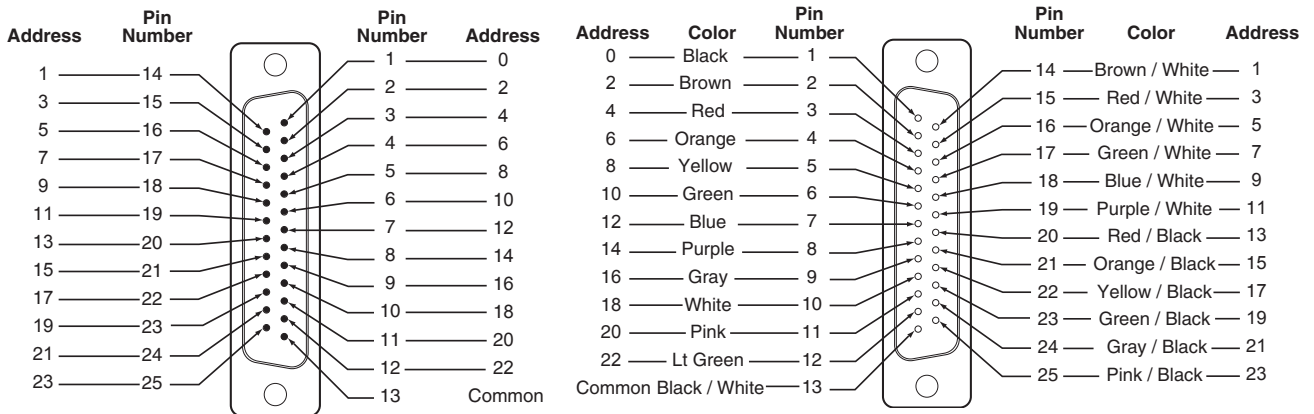 Address Pin Number Pin Number Address
1 14 1 0
3 15 2 2
5 16 3 4
7 17 4 6
9 18 5 8
11 19 6 10
13 20 7 12
15 21 8 14
17 22 9 16
19 23 10 18
21 24 11 20
23 25 12 22
13 Common
Address Color Pin Number
0 Black 1
2 Brown 2
4 Red 3
6 Orange 4
8 Yellow 5
10 Green 6
12 Blue 7
14 Purple 8
16 Gray 9
18 White 10
20 Pink 11
22 Lt Green 12
Common Black / White 13
Pin Number Color Address
14 Brown / White 1
15 Red / White 3
16 Orange / White 5
17 Green / White 7
18 Blue / White 9
19 Purple / White 11
20 Red / Black 13
21 Orange / Black 15
22 Yellow / Black 17
23 Green / Black 19
24 Gray / Black 21
25 Pink / Black 23